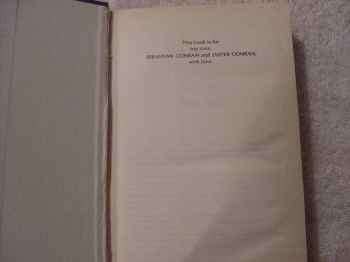 This book is for
my sons,
SEBASTIAN CONRAN and JASPER CONRAN,
with love